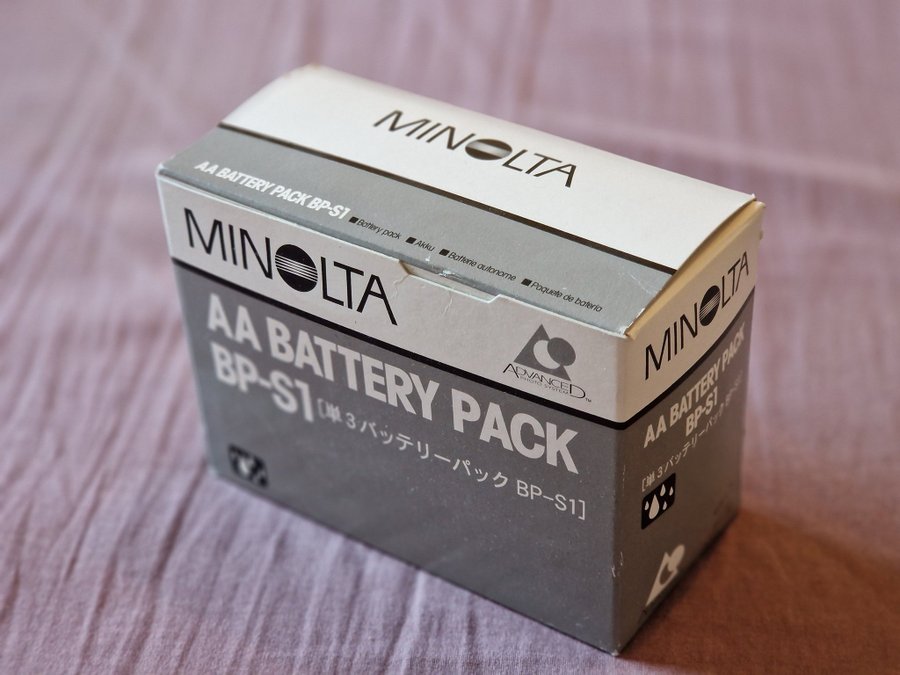 MINOLTA
AA BATTERY PACK BP-S1 ■Battery pack ■Akku ■Batterie autonome ■Paquete de batería
MINOLTA
ADVANCED
PHOTO SYSTEM™
AA BATTERY PACK
BP-S1 [単3バッテリーパック BP-S1]
MINOLTA
AA BATTERY PACK
BP-S1
[単3バッテリーパック BP-S1]